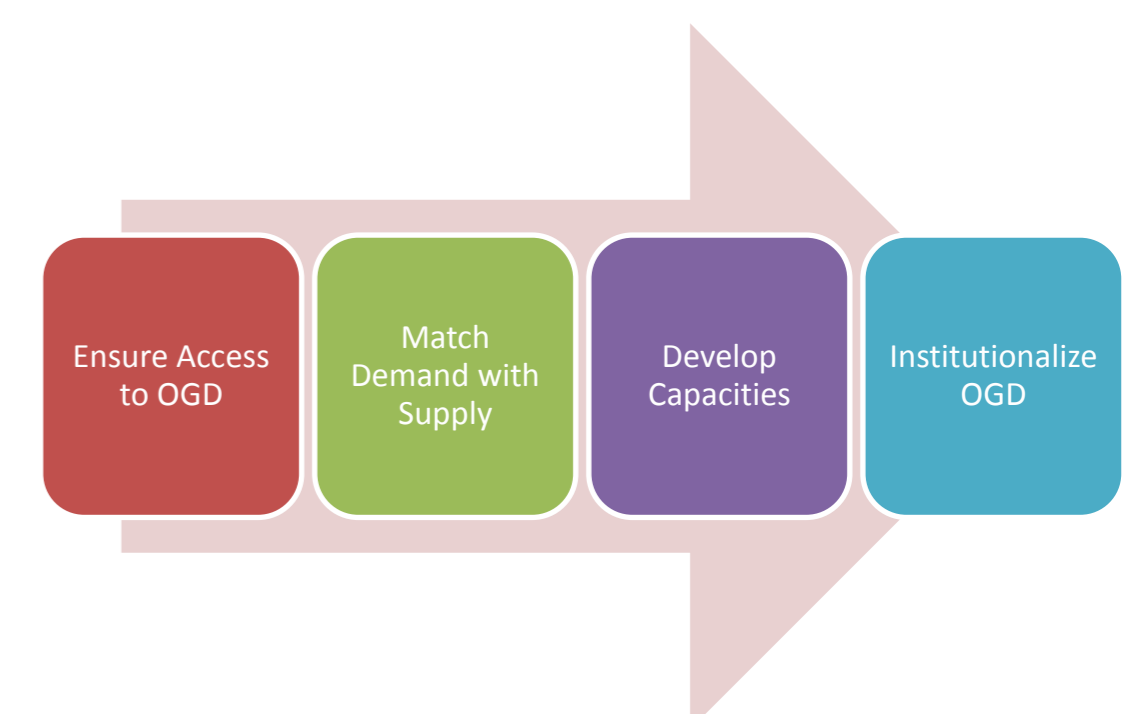 Ensure Access
to OGD
Match
Demand with
Supply
Develop
Capacities
Institutionalize
OGD